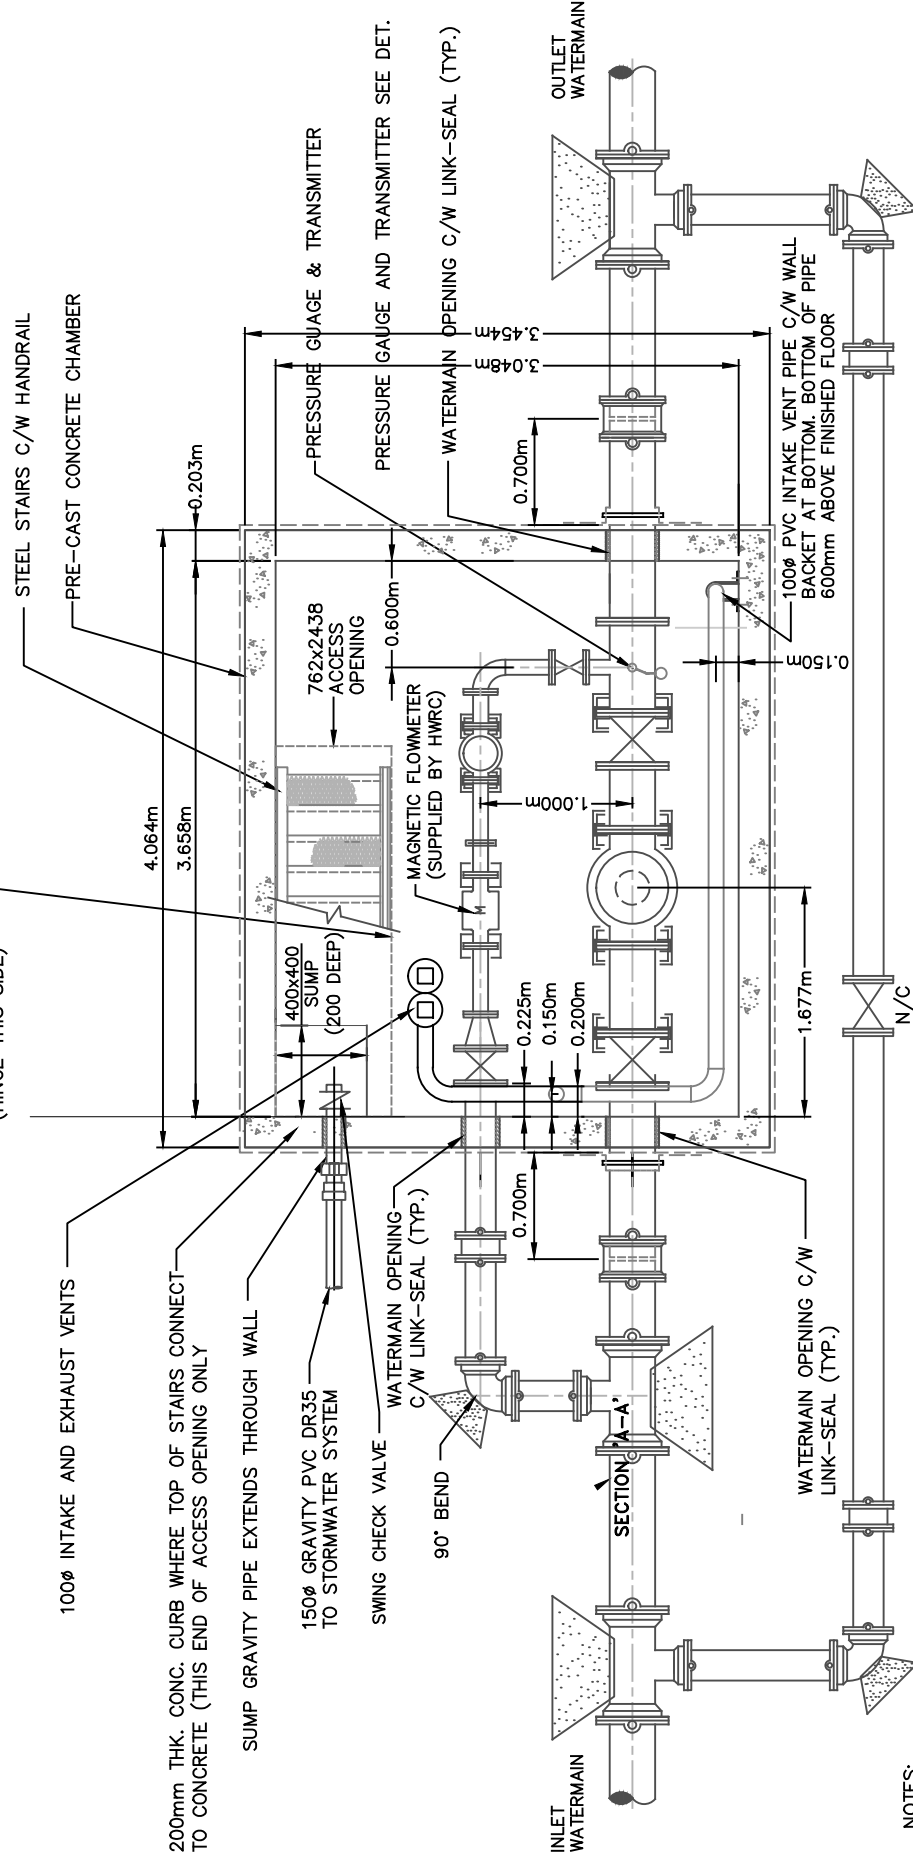 (HINGE THIS SIDE)
STEEL STAIRS C/W HANDRAIL
PRE-CAST CONCRETE CHAMBER
PRESSURE GUAGE & TRANSMITTER
PRESSURE GAUGE AND TRANSMITTER SEE DET.
WATERMAIN OPENING C/W LINK-SEAL (TYP.)
OUTLET
WATERMAIN
100ø INTAKE AND EXHAUST VENTS
200mm THK. CONC. CURB WHERE TOP OF STAIRS CONNECT
TO CONCRETE (THIS END OF ACCESS OPENING ONLY
SUMP GRAVITY PIPE EXTENDS THROUGH WALL
150ø GRAVITY PVC DR35
TO STORMWATER SYSTEM
SWING CHECK VALVE
WATERMAIN OPENING
C/W LINK-SEAL (TYP.)
90° BEND
4.064m
3.658m
0.203m
400x400
SUMP
(200 DEEP)
762x2438
ACCESS
OPENING
0.600m
MAGNETIC FLOWMETER
(SUPPLIED BY HWRC)
M
0.700m
3.454m
3.048m
1.000m
0.225m
0.150m
0.200m
0.700m
0.150m
1.677m
100ø PVC INTAKE VENT PIPE C/W WALL
BACKET AT BOTTOM. BOTTOM OF PIPE
600mm ABOVE FINISHED FLOOR
SECTION 'A-A'
WATERMAIN OPENING C/W
LINK-SEAL (TYP.)
INLET
WATERMAIN
N/C
NOTES: